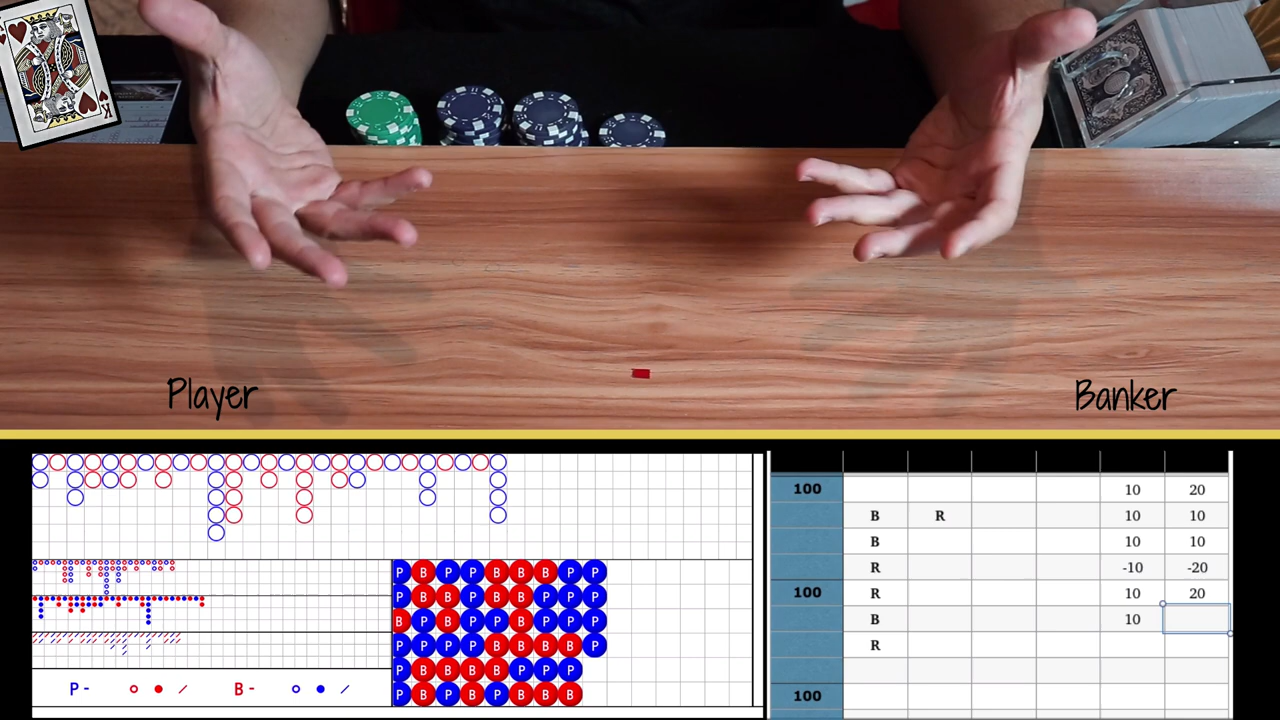 K
Player
Banker
P B P P B B B P P
P B B P B P B P P
B P B B P B P B P
P P P B B R B B P
P B B B B P P P
P B P B P B B B
P - B -
100 10 20
B R 10 10
B 10 10
R -10 -20
100 R 10 20
B 10
R
100